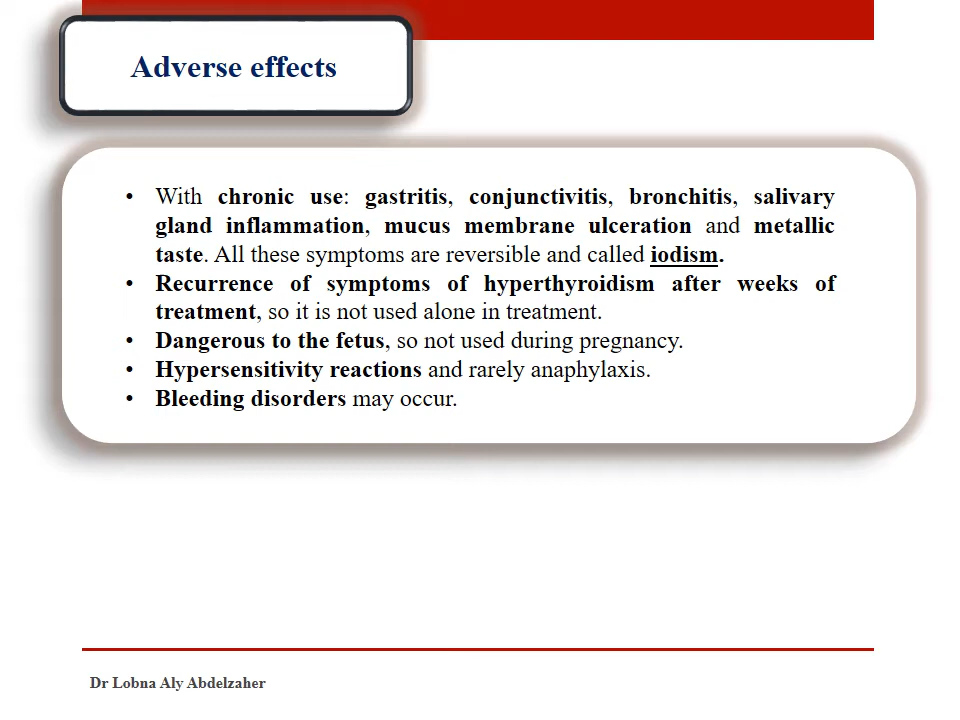 Adverse effects
• With chronic use: gastritis, conjunctivitis, bronchitis, salivary
gland inflammation, mucus membrane ulceration and metallic
taste. All these symptoms are reversible and called iodism.
• Recurrence of symptoms of hyperthyroidism after weeks of
treatment, so it is not used alone in treatment.
• Dangerous to the fetus, so not used during pregnancy.
• Hypersensitivity reactions and rarely anaphylaxis.
• Bleeding disorders may occur.
Dr Lobna Aly Abdelzaher